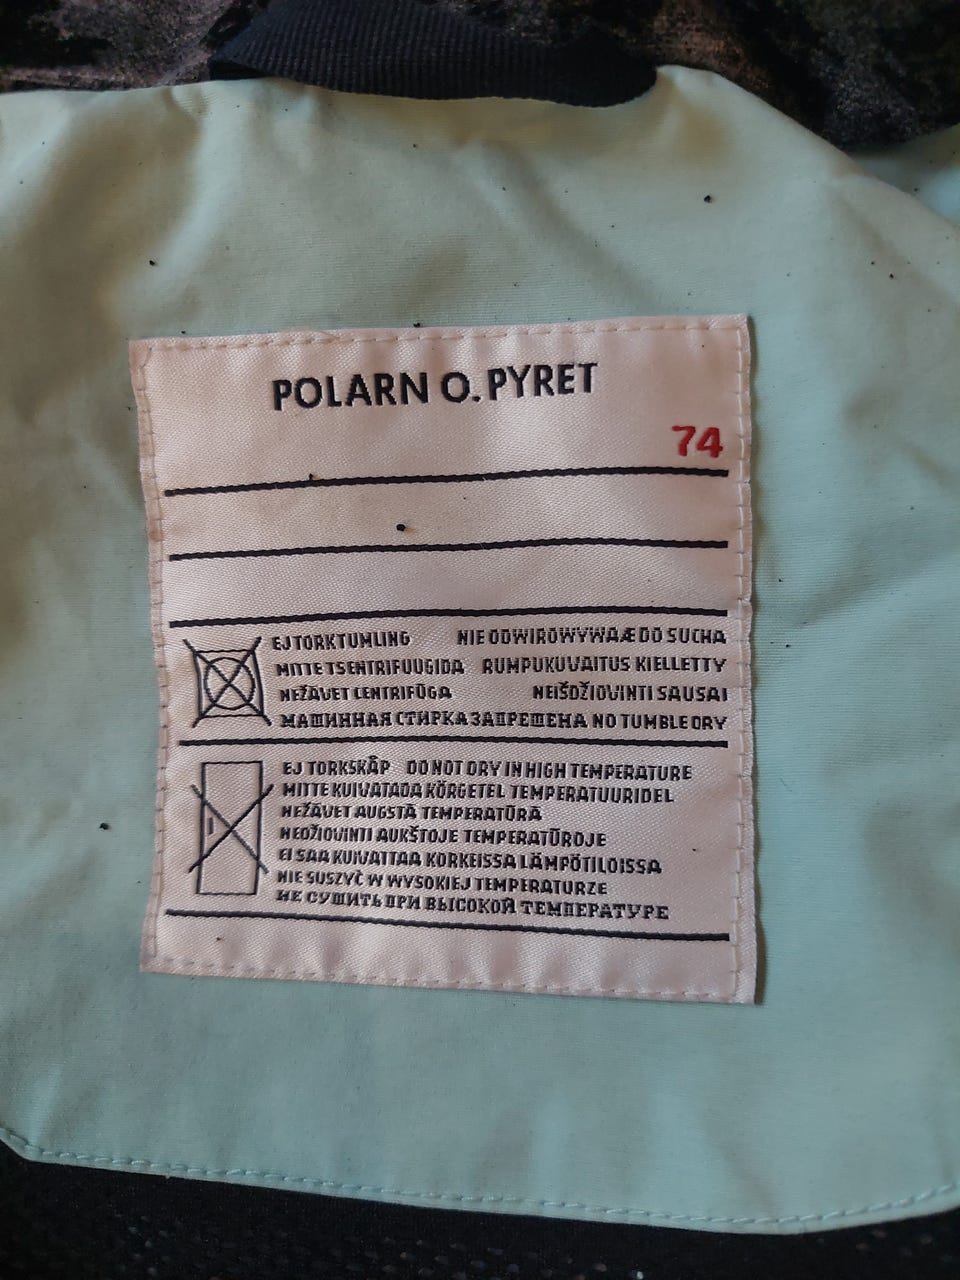 POLARN O. PYRET
74
EJ TORKTUMLING NIE ODWIROWYWAÆ DO SUCHA
MITTE TSENTRIFUUGIDA RUMPUKUVAITUS KIELLETTY
NEŽĀVET CENTRIFŪGA NEIŠDŽIOVINTI SAUSAI
МАШИННАЯ СТИРКА ЗАПРЕШЕНА NO TUMBLE DRY
EJ TORKSKÅP DO NOT DRY IN HIGH TEMPERATURE
MITTE KUIVATADA KÕRGETEL TEMPERATUURIDEL
NEŽĀVET AUGSTĀ TEMPERATŪRĀ
NEDŽIOVINTI AUKŠTOJE TEMPERATŪROJE
EI SAA KUIVATTAA KORKEISSA LÄMPÖTILOISSA
NIE SUSZYĆ W WYSOKIEJ TEMPERATURZE
НЕ СУШИТЬ ПРИ ВЫСОКОЙ ТЕМПЕРАТУРЕ